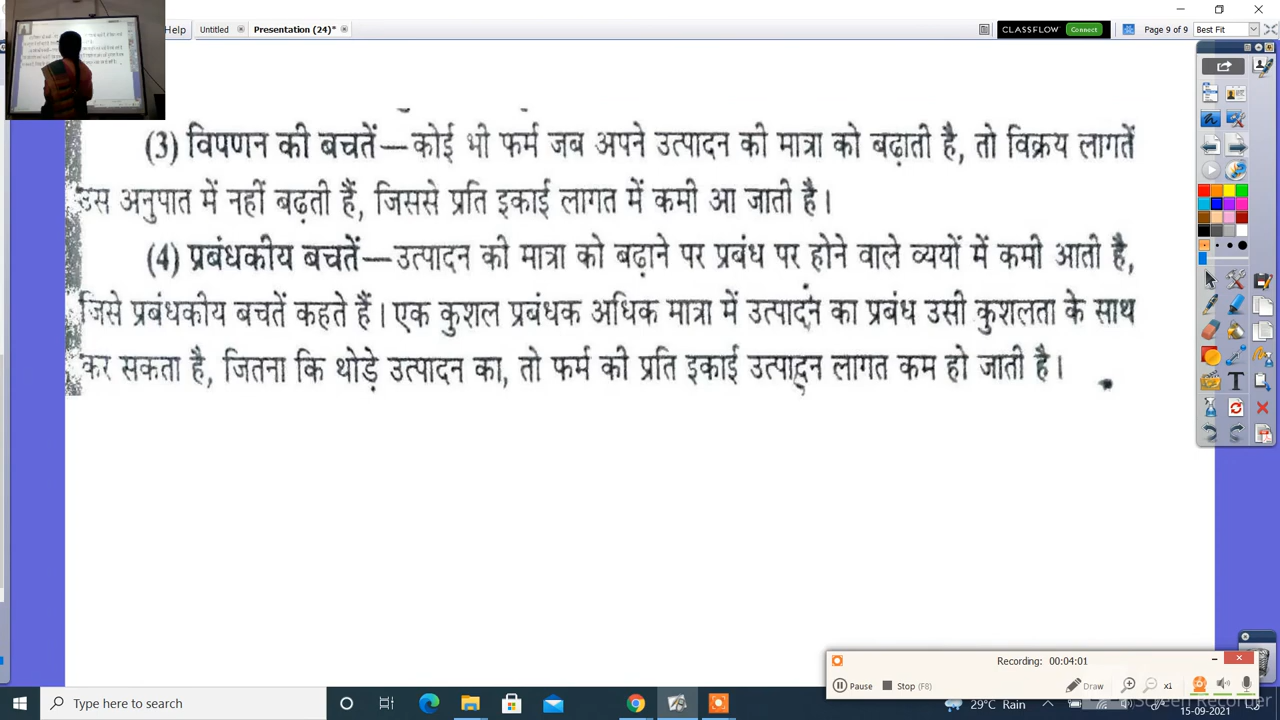 Help
Untitled
Presentation (24)*
CLASSFLOW
Connect
Page 9 of 9
Best Fit
(3) विपणन की बचतें—कोई भी फर्म जब अपने उत्पादन की मात्रा को बढ़ाती है, तो विक्रय लागतें
उस अनुपात में नहीं बढ़ती हैं, जिससे प्रति इकाई लागत में कमी आ जाती है।
(4) प्रबंधकीय बचतें—उत्पादन की मात्रा को बढ़ाने पर प्रबंध पर होने वाले व्ययों में कमी आती है,
जिसे प्रबंधकीय बचतें कहते हैं। एक कुशल प्रबंधक अधिक मात्रा में उत्पादन का प्रबंध उसी कुशलता के साथ
कर सकता है, जितना कि थोड़े उत्पादन का, तो फर्म की प्रति इकाई उत्पादन लागत कम हो जाती है।
Recording: 00:04:01
Pause
Stop (F8)
x1
Draw
Screen Recorder
Type here to search
29°C Rain
15-09-2021